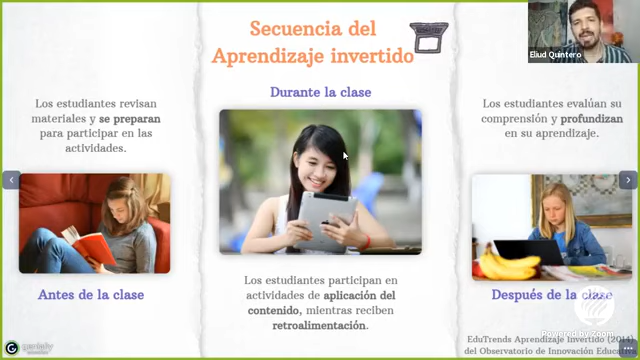 Secuencia del
Aprendizaje invertido
Eliud Quintero
Los estudiantes revisan
materiales y se preparan
para participar en las
actividades.
Antes de la clase
Durante la clase
Los estudiantes participan en
actividades de aplicación del
contenido, mientras reciben
retroalimentación.
Los estudiantes evalúan su
comprensión y profundizan
en su aprendizaje.
Después de la clase
Powered by Zoom
EduTrends Aprendizaje Invertido (2014)
del Observatorio de Innovación
genially